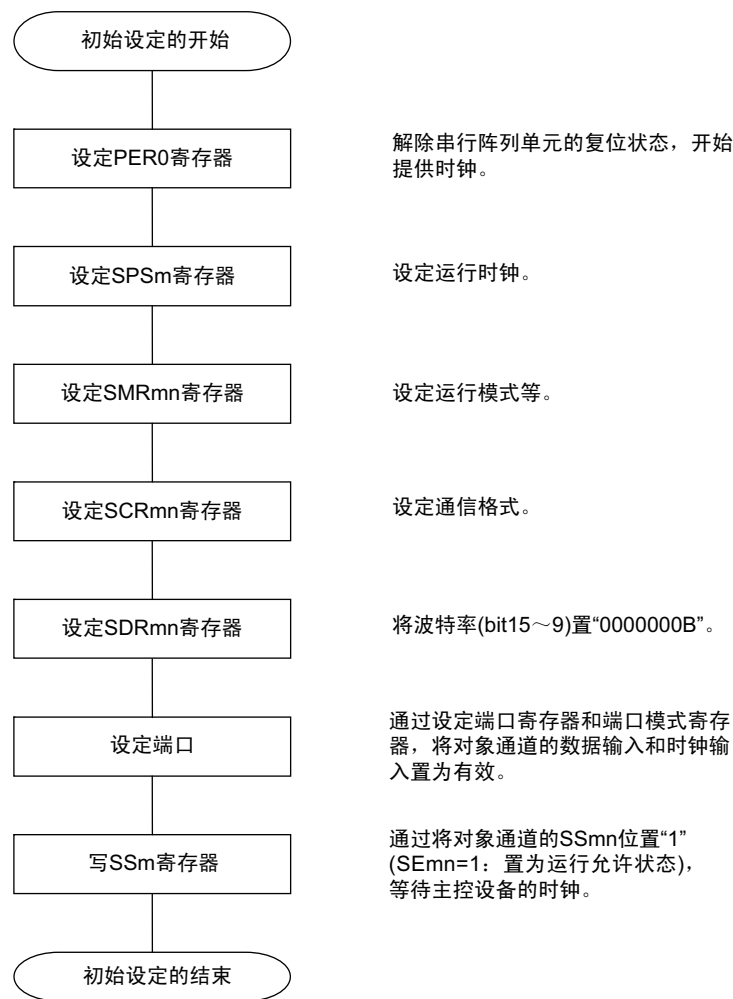 初始设定的开始
设定PER0寄存器
解除串行阵列单元的复位状态，开始
提供时钟。
设定SPSm寄存器
设定运行时钟。
设定SMRmn寄存器
设定运行模式等。
设定SCRmn寄存器
设定通信格式。
设定SDRmn寄存器
将波特率(bit15～9)置“0000000B”。
设定端口
通过设定端口寄存器和端口模式寄存
器，将对象通道的数据输入和时钟输
入置为有效。
写SSm寄存器
通过将对象通道的SSmn位置“1”
(SEmn=1：置为运行允许状态)，
等待主控设备的时钟。
初始设定的结束